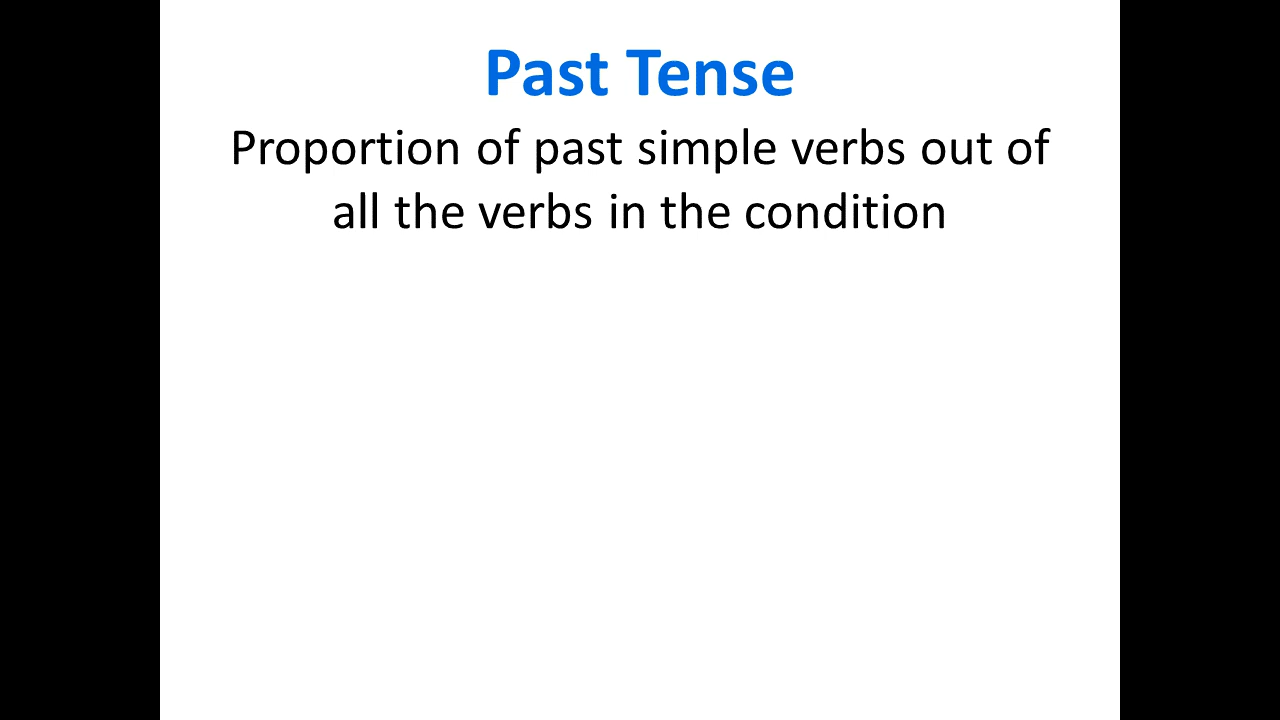 Past Tense
Proportion of past simple verbs out of
all the verbs in the condition